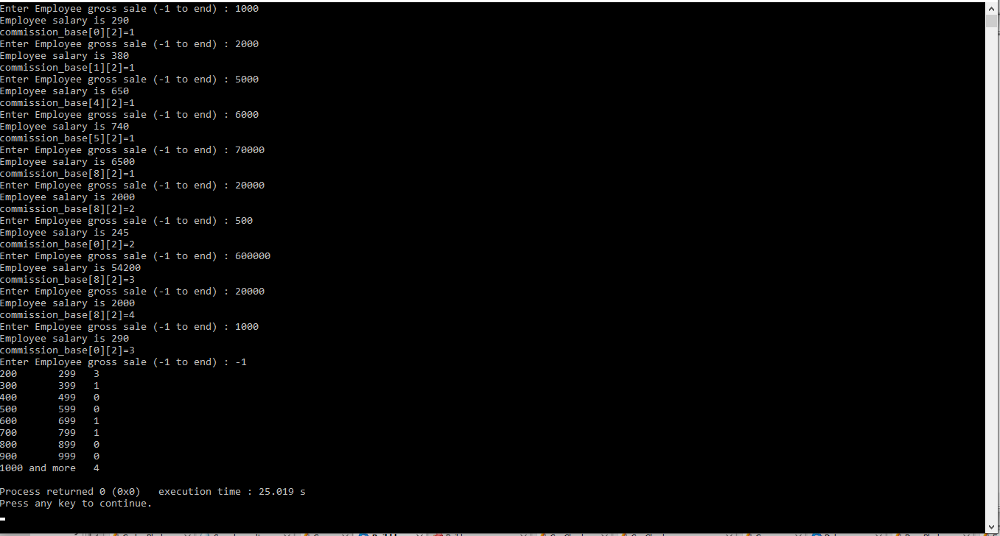 Enter Employee gross sale (-1 to end) : 1000
Employee salary is 290
commission_base[0][2]=1
Enter Employee gross sale (-1 to end) : 2000
Employee salary is 380
commission_base[1][2]=1
Enter Employee gross sale (-1 to end) : 5000
Employee salary is 650
commission_base[4][2]=1
Enter Employee gross sale (-1 to end) : 6000
Employee salary is 740
commission_base[5][2]=1
Enter Employee gross sale (-1 to end) : 70000
Employee salary is 6500
commission_base[8][2]=1
Enter Employee gross sale (-1 to end) : 20000
Employee salary is 2000
commission_base[8][2]=2
Enter Employee gross sale (-1 to end) : 500
Employee salary is 245
commission_base[0][2]=2
Enter Employee gross sale (-1 to end) : 600000
Employee salary is 54200
commission_base[8][2]=3
Enter Employee gross sale (-1 to end) : 20000
Employee salary is 2000
commission_base[8][2]=4
Enter Employee gross sale (-1 to end) : 1000
Employee salary is 290
commission_base[0][2]=3
Enter Employee gross sale (-1 to end) : -1
200 299 3
300 399 1
400 499 0
500 599 0
600 699 1
700 799 1
800 899 0
900 999 0
1000 and more 4
Process returned 0 (0x0) execution time : 25.019 s
Press any key to continue.